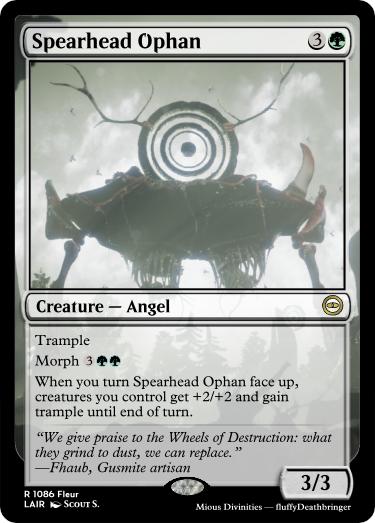 Spearhead Ophan 3
Creature — Angel
Trample
Morph 3
When you turn Spearhead Ophan face up,
creatures you control get +2/+2 and gain
trample until end of turn.
“We give praise to the Wheels of Destruction: what
they grind to dust, we can replace.”
—Fhaub, Gusmite artisan
3/3
R 1086 Fleur
LAIR Scout S.
Mious Divinities — fluffyDeathbringer